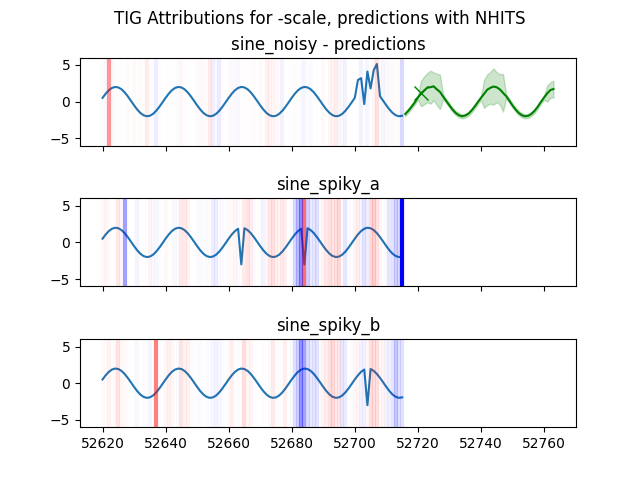 TIG Attributions for -scale, predictions with NHITS
sine_noisy - predictions
5
0
−5
sine_spiky_a
5
0
−5
sine_spiky_b
5
0
−5
52620 52640 52660 52680 52700 52720 52740 52760